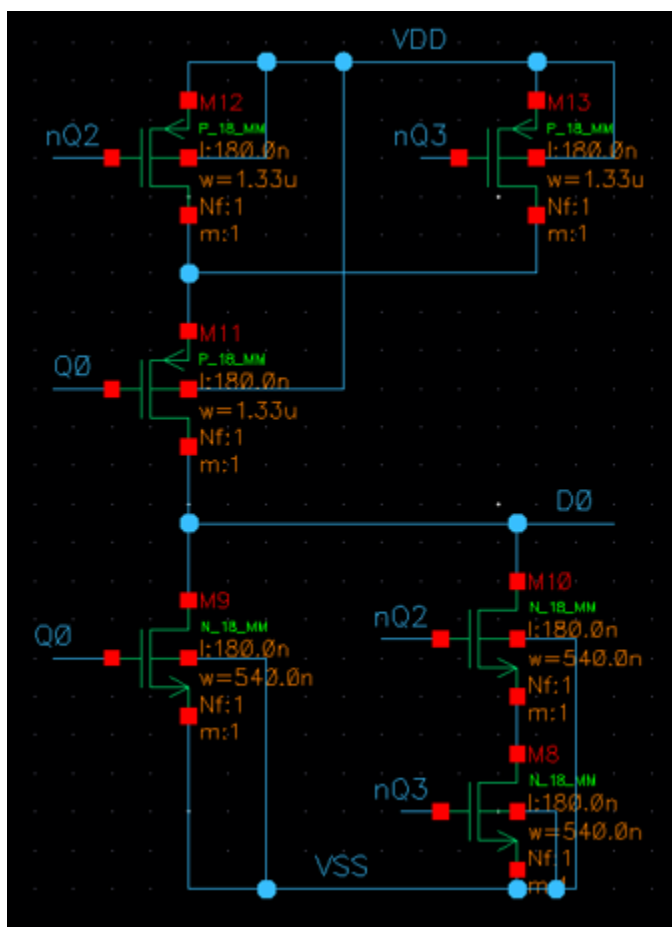 VDD
M12
P_18_MM
nQ2
l:180.0n
w=1.33u
Nf:1
m:1
M13
P_18_MM
nQ3
l:180.0n
w=1.33u
Nf:1
m:1
M11
P_18_MM
QØ
l:180.0n
w=1.33u
Nf:1
m:1
DØ
M9
N_18_MM
QØ
l:180.0n
w=540.0n
Nf:1
m:1
M10
N_18_MM
nQ2
l:180.0n
w=540.0n
Nf:1
m:1
M8
N_18_MM
nQ3
l:180.0n
w=540.0n
Nf:1
VSS